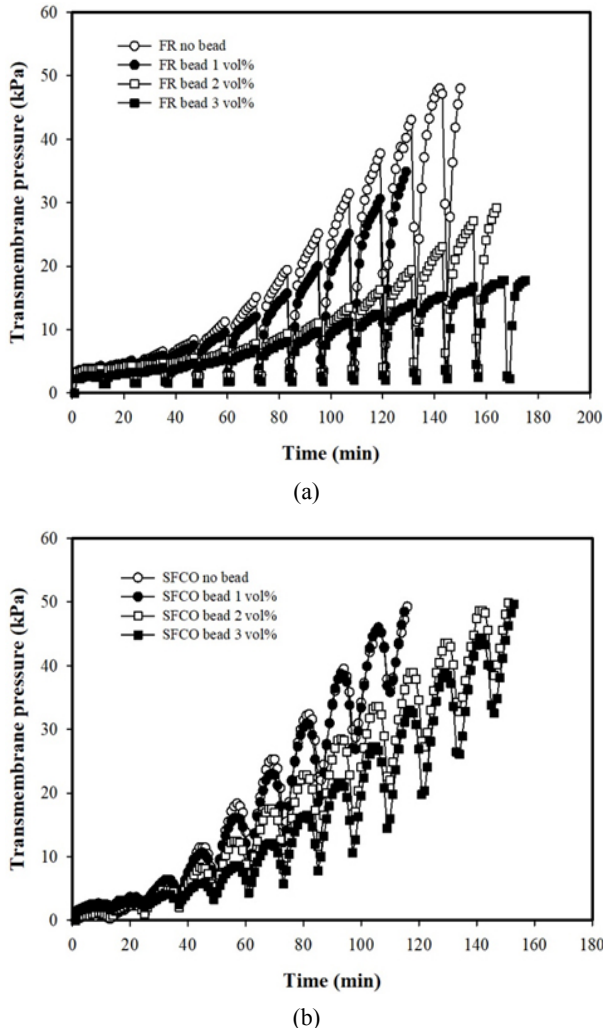 60
50
40
30
20
10
0
Transmembrane pressure (kPa)
FR no bead
FR bead 1 vol%
FR bead 2 vol%
FR bead 3 vol%
0 20 40 60 80 100 120 140 160 180 200
Time (min)
(a)
60
50
40
30
20
10
0
Transmembrane pressure (kPa)
SFCO no bead
SFCO bead 1 vol%
SFCO bead 2 vol%
SFCO bead 3 vol%
0 20 40 60 80 100 120 140 160 180
Time (min)
(b)